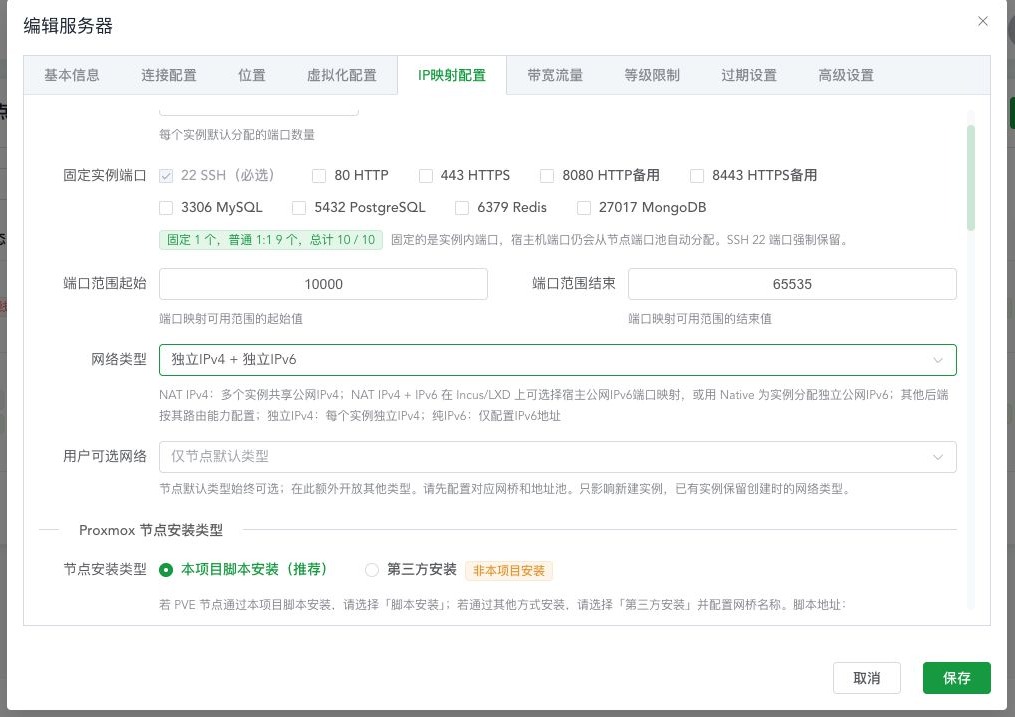 编辑服务器
基本信息 连接配置 位置 虚拟化配置 IP映射配置 带宽流量 等级限制 过期设置 高级设置
每个实例默认分配的端口数量
固定实例端口 22 SSH（必选） 80 HTTP 443 HTTPS 8080 HTTP备用 8443 HTTPS备用
3306 MySQL 5432 PostgreSQL 6379 Redis 27017 MongoDB
固定 1 个，普通 1:1 9 个，总计 10 / 10 固定的是实例内端口，宿主机端口仍会从节点端口池自动分配。SSH 22 端口强制保留。
端口范围起始 10000 端口范围结束 65535
端口映射可用范围的起始值 端口映射可用范围的结束值
网络类型 独立IPv4 + 独立IPv6
NAT IPv4：多个实例共享公网IPv4；NAT IPv4 + IPv6 在 Incus/LXD 上可选择宿主公网IPv6端口映射，或用 Native 为实例分配独立公网IPv6；其他后端
按其路由能力配置；独立IPv4：每个实例独立IPv4；纯IPv6：仅配置IPv6地址
用户可选网络 仅节点默认类型
节点默认类型始终可选；在此额外开放其他类型。请先配置对应网桥和地址池。只影响新建实例，已有实例保留创建时的网络类型。
Proxmox 节点安装类型
节点安装类型 本项目脚本安装（推荐） 第三方安装 非本项目安装
若 PVE 节点通过本项目脚本安装，请选择「脚本安装」；若通过其他方式安装，请选择「第三方安装」并配置网桥名称。脚本地址：
取消 保存